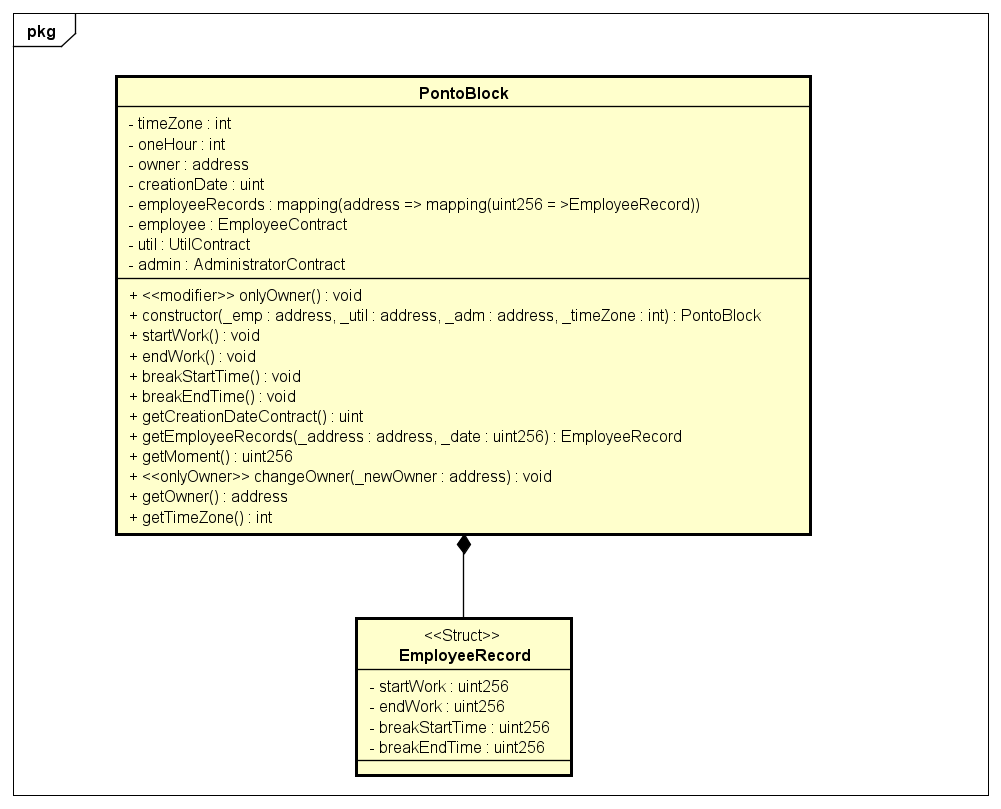 pkg
PontoBlock
- timeZone : int
- oneHour : int
- owner : address
- creationDate : uint
- employeeRecords : mapping(address => mapping(uint256 = >EmployeeRecord))
- employee : EmployeeContract
- util : UtilContract
- admin : AdministratorContract
+ <<modifier>> onlyOwner() : void
+ constructor(_emp : address, _util : address, _adm : address, _timeZone : int) : PontoBlock
+ startWork() : void
+ endWork() : void
+ breakStartTime() : void
+ breakEndTime() : void
+ getCreationDateContract() : uint
+ getEmployeeRecords(_address : address, _date : uint256) : EmployeeRecord
+ getMoment() : uint256
+ <<onlyOwner>> changeOwner(_newOwner : address) : void
+ getOwner() : address
+ getTimeZone() : int
<<Struct>>
EmployeeRecord
- startWork : uint256
- endWork : uint256
- breakStartTime : uint256
- breakEndTime : uint256